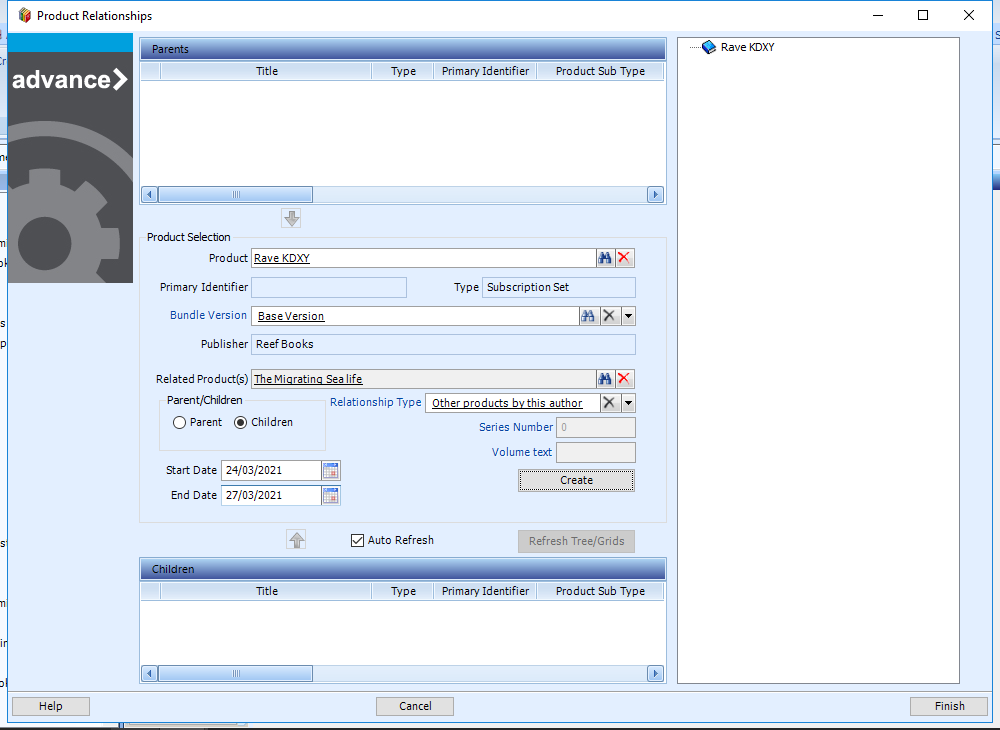 Product Relationships
advance
Parents
Title Type Primary Identifier Product Sub Type
Rave KDXY
Product Selection
Product Rave KDXY
Primary Identifier Type Subscription Set
Bundle Version Base Version
Publisher Reef Books
Related Product(s) The Migrating Sea life
Parent/Children Relationship Type Other products by this author
Parent Children
Series Number 0
Volume text
Start Date 24/03/2021
Create
End Date 27/03/2021
Auto Refresh Refresh Tree/Grids
Children
Title Type Primary Identifier Product Sub Type
Help Cancel Finish